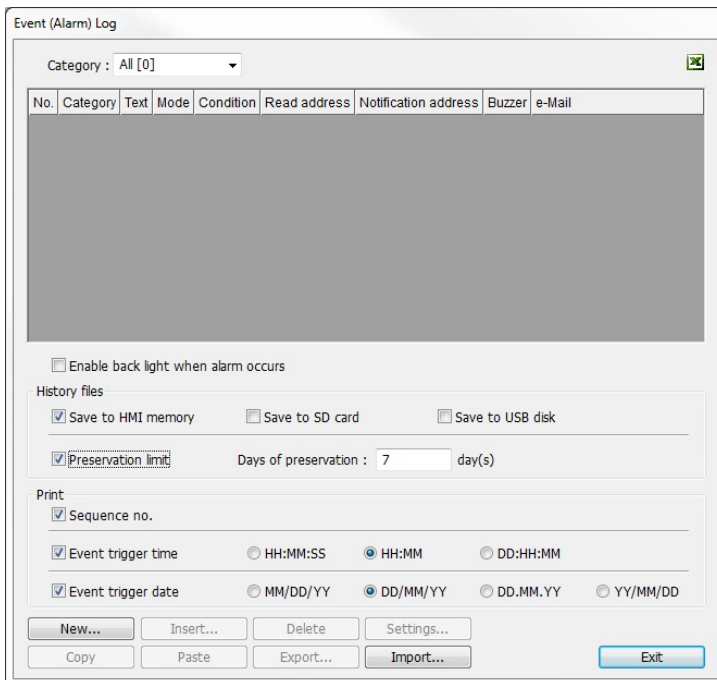 Event (Alarm) Log
Category : All [0]
No. Category Text Mode Condition Read address Notification address Buzzer e-Mail
Enable back light when alarm occurs
History files
Save to HMI memory Save to SD card Save to USB disk
Preservation limit Days of preservation : 7 day(s)
Print
Sequence no.
Event trigger time HH:MM:SS HH:MM DD:HH:MM
Event trigger date MM/DD/YY DD/MM/YY DD.MM.YY YY/MM/DD
New... Insert... Delete Settings...
Copy Paste Export... Import... Exit